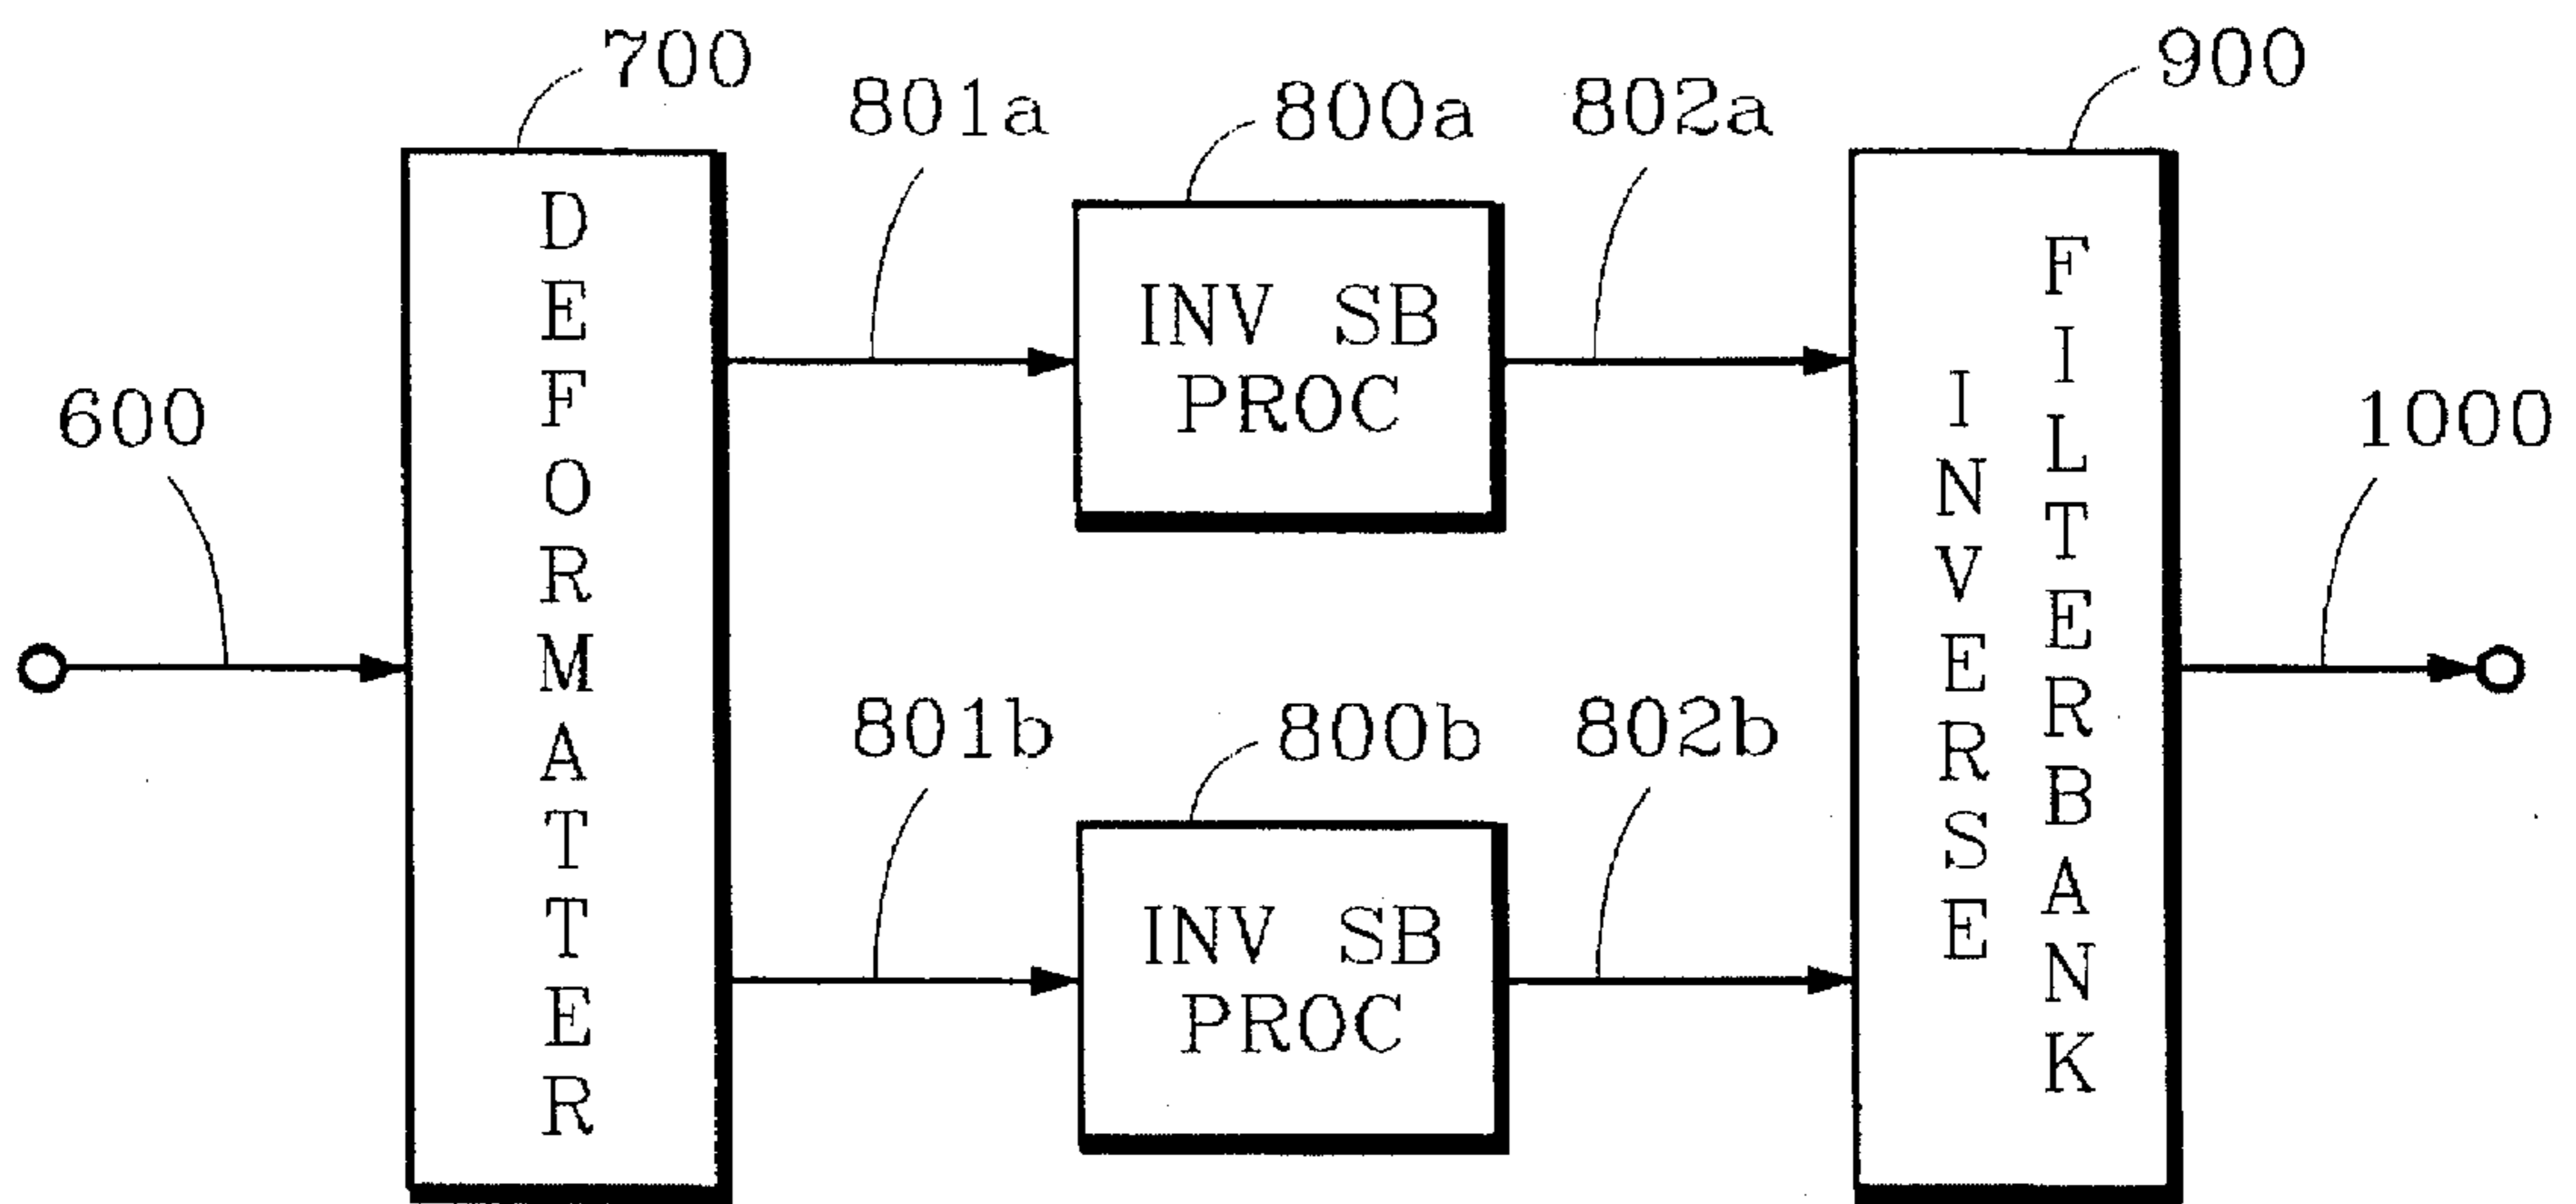 700
900
801a
800a
802a
DEFORMATTER
INV SB
PROC
INVERSE
FILTERBANK
600
1000
801b
800b
802b
INV SB
PROC